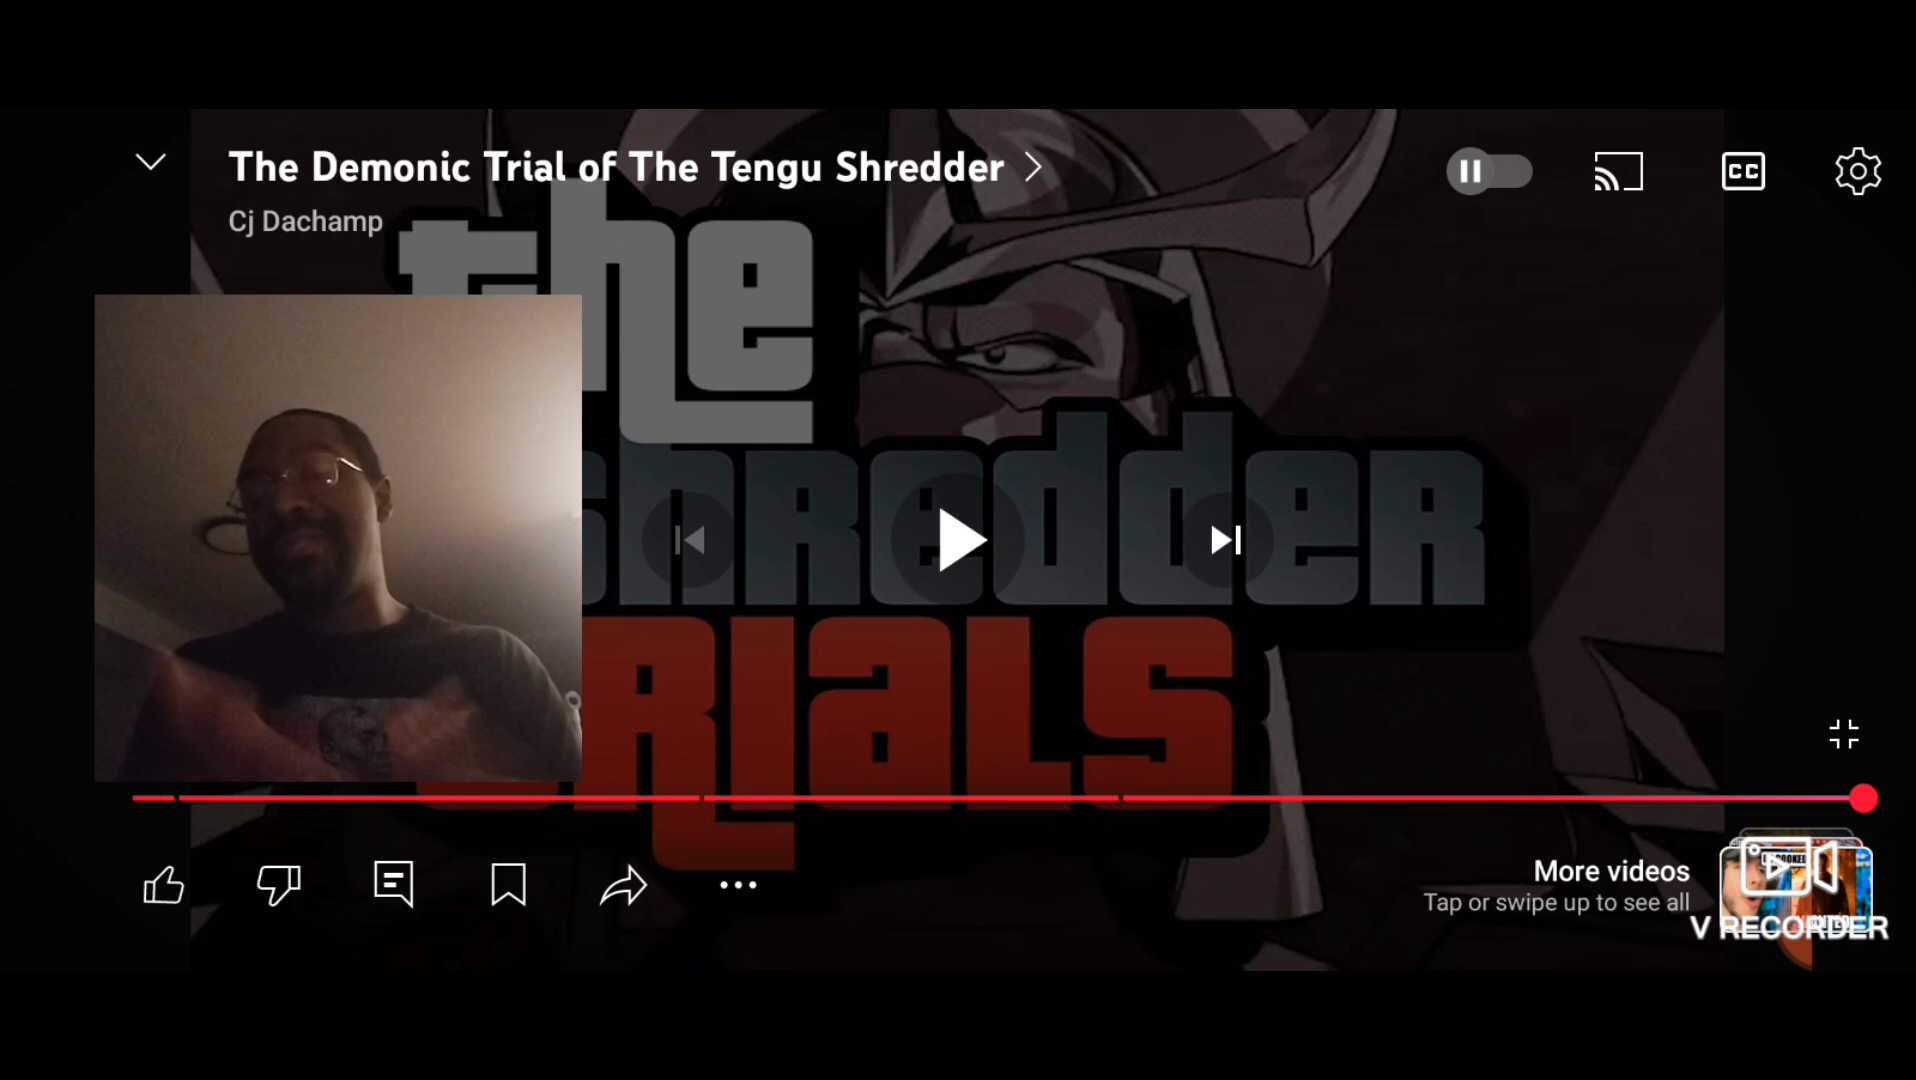 The Demonic Trial of The Tengu Shredder
Cj Dachamp
CC
the
shredder
trials
More videos
Tap or swipe up to see all
V RECORDER